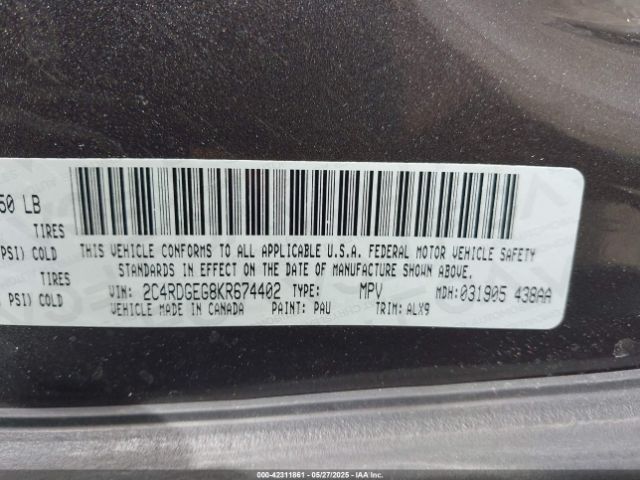 50 LB
TIRES
PSI) COLD
TIRES
PSI) COLD
THIS VEHICLE CONFORMS TO ALL APPLICABLE U.S.A. FEDERAL MOTOR VEHICLE SAFETY
STANDARDS IN EFFECT ON THE DATE OF MANUFACTURE SHOWN ABOVE.
VIN: 2C4RDGEG8KR674402 TYPE: MPV MDH: 031905 438AA
VEHICLE MADE IN CANADA PAINT: PAU TRIM: ALX9
000-42311861 | 05/27/2025 | IAAI.COM